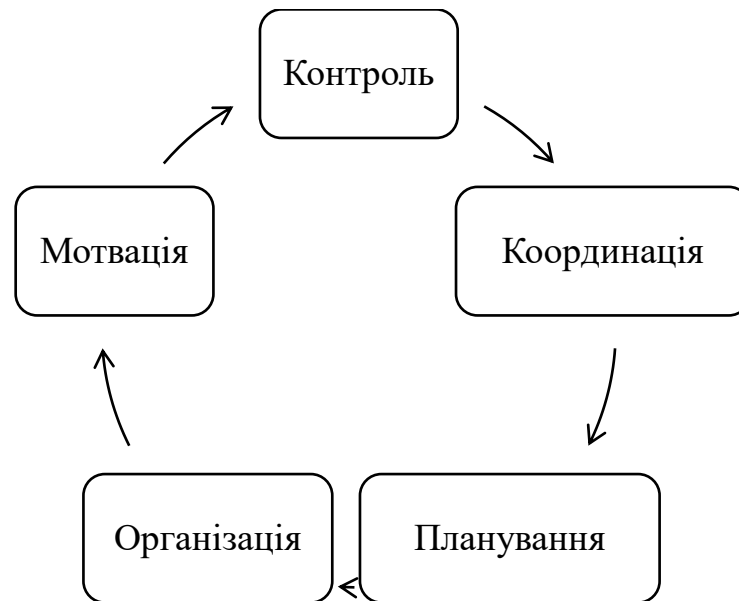 Контроль
Мотвація
Координація
Організація
Планування